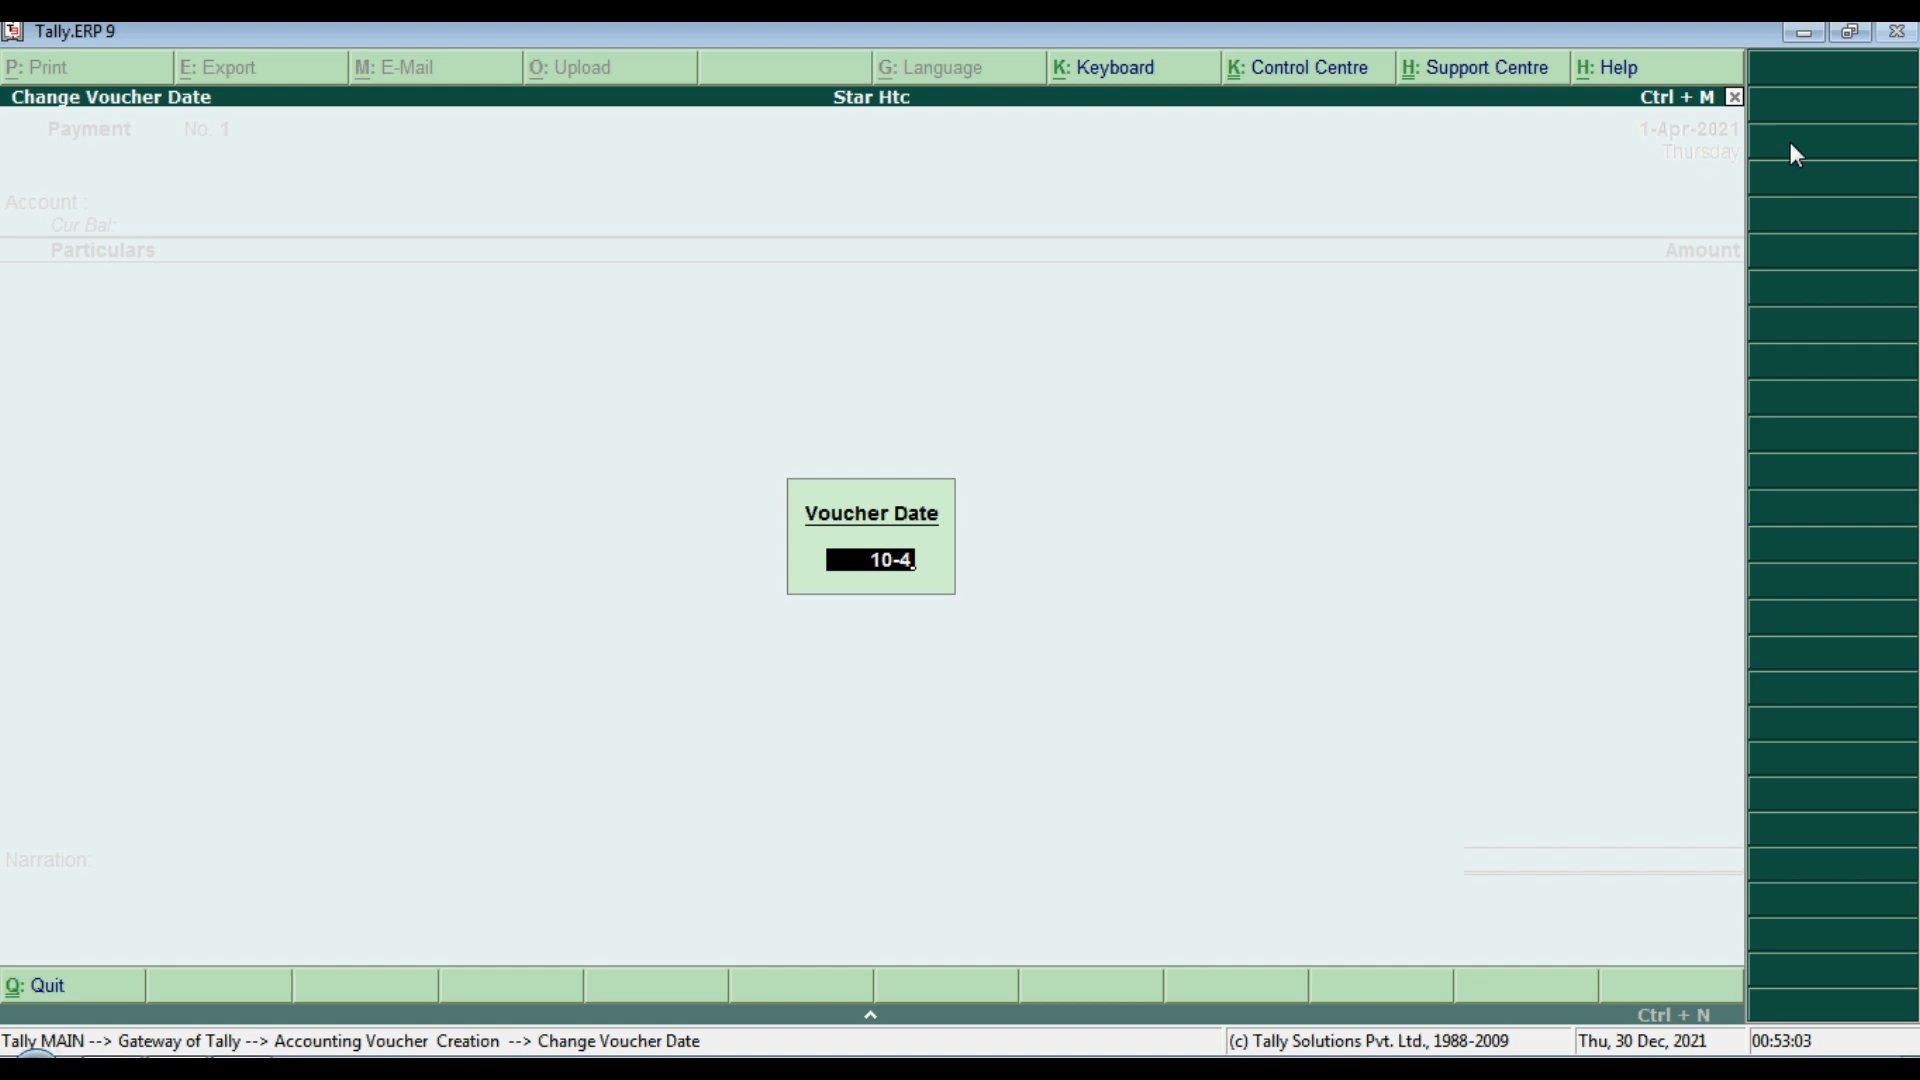 Tally.ERP 9
P: Print E: Export M: E-Mail O: Upload G: Language K: Keyboard K: Control Centre H: Support Centre H: Help
Change Voucher Date Star Htc Ctrl + M
Payment No. 1 1-Apr-2021
Thursday
Account :
Cur Bal:
Particulars Amount
Voucher Date
10-4
Narration:
Q: Quit
Ctrl + N
Tally MAIN --> Gateway of Tally --> Accounting Voucher Creation --> Change Voucher Date (c) Tally Solutions Pvt. Ltd., 1988-2009 Thu, 30 Dec, 2021 00:53:03